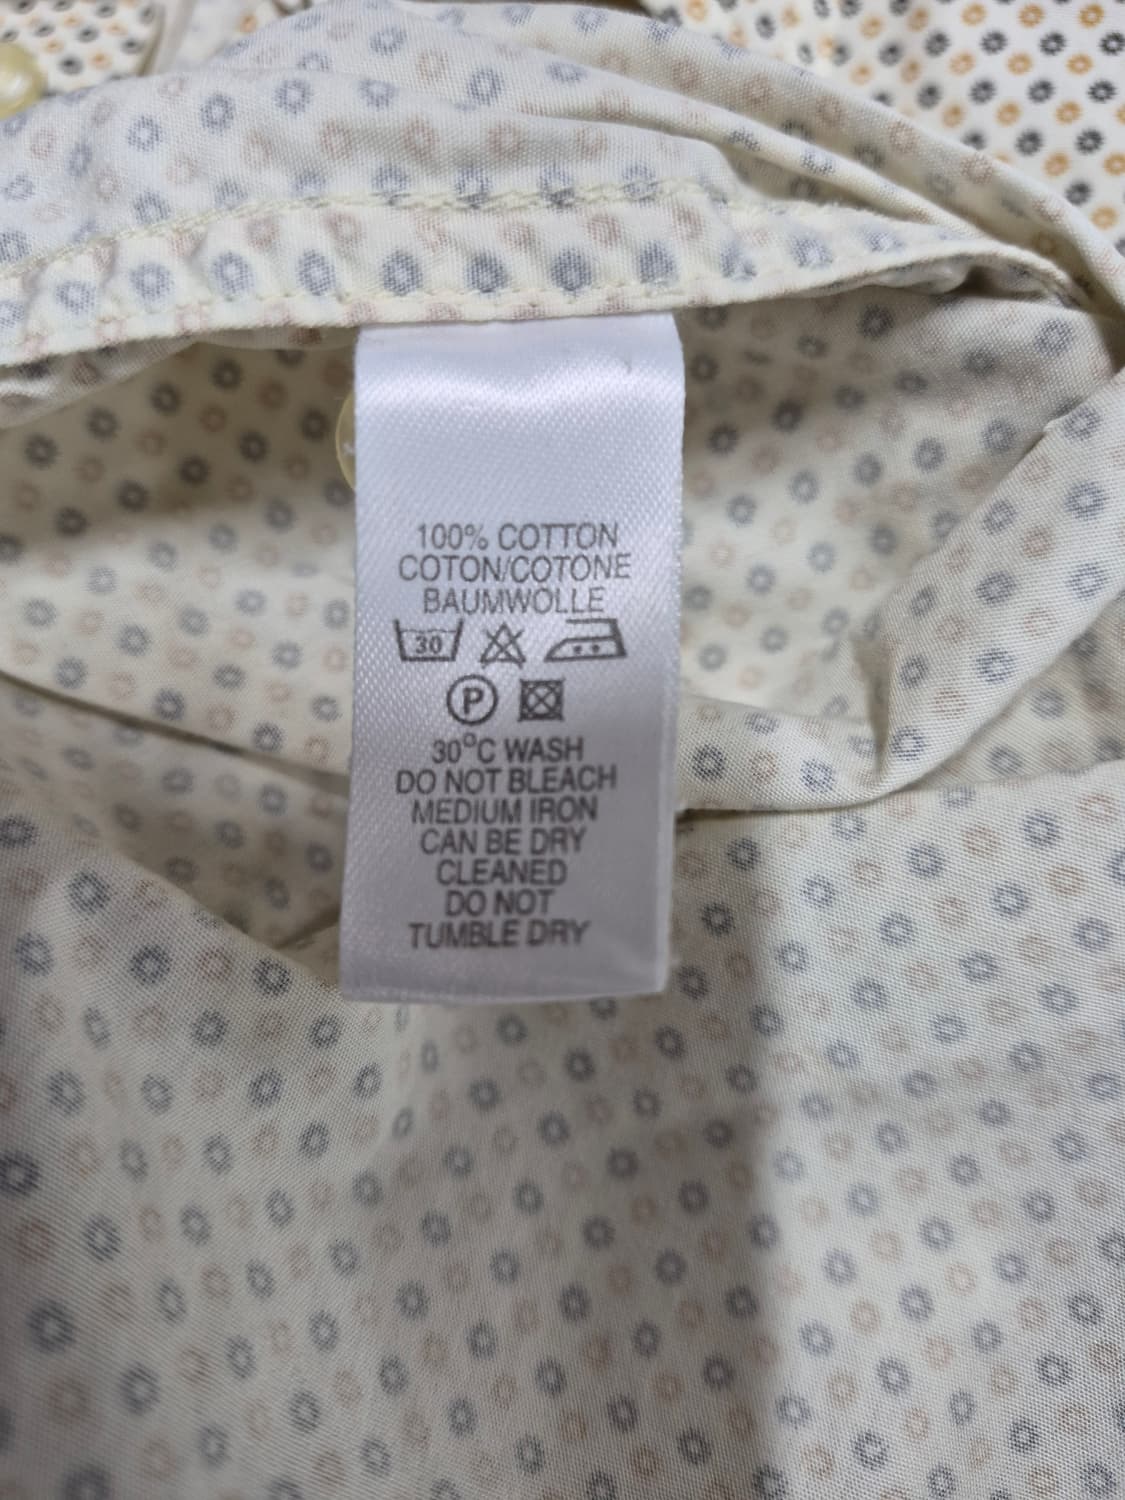 100% COTTON
COTON/COTONE
BAUMWOLLE
30
P
30°C WASH
DO NOT BLEACH
MEDIUM IRON
CAN BE DRY
CLEANED
DO NOT
TUMBLE DRY